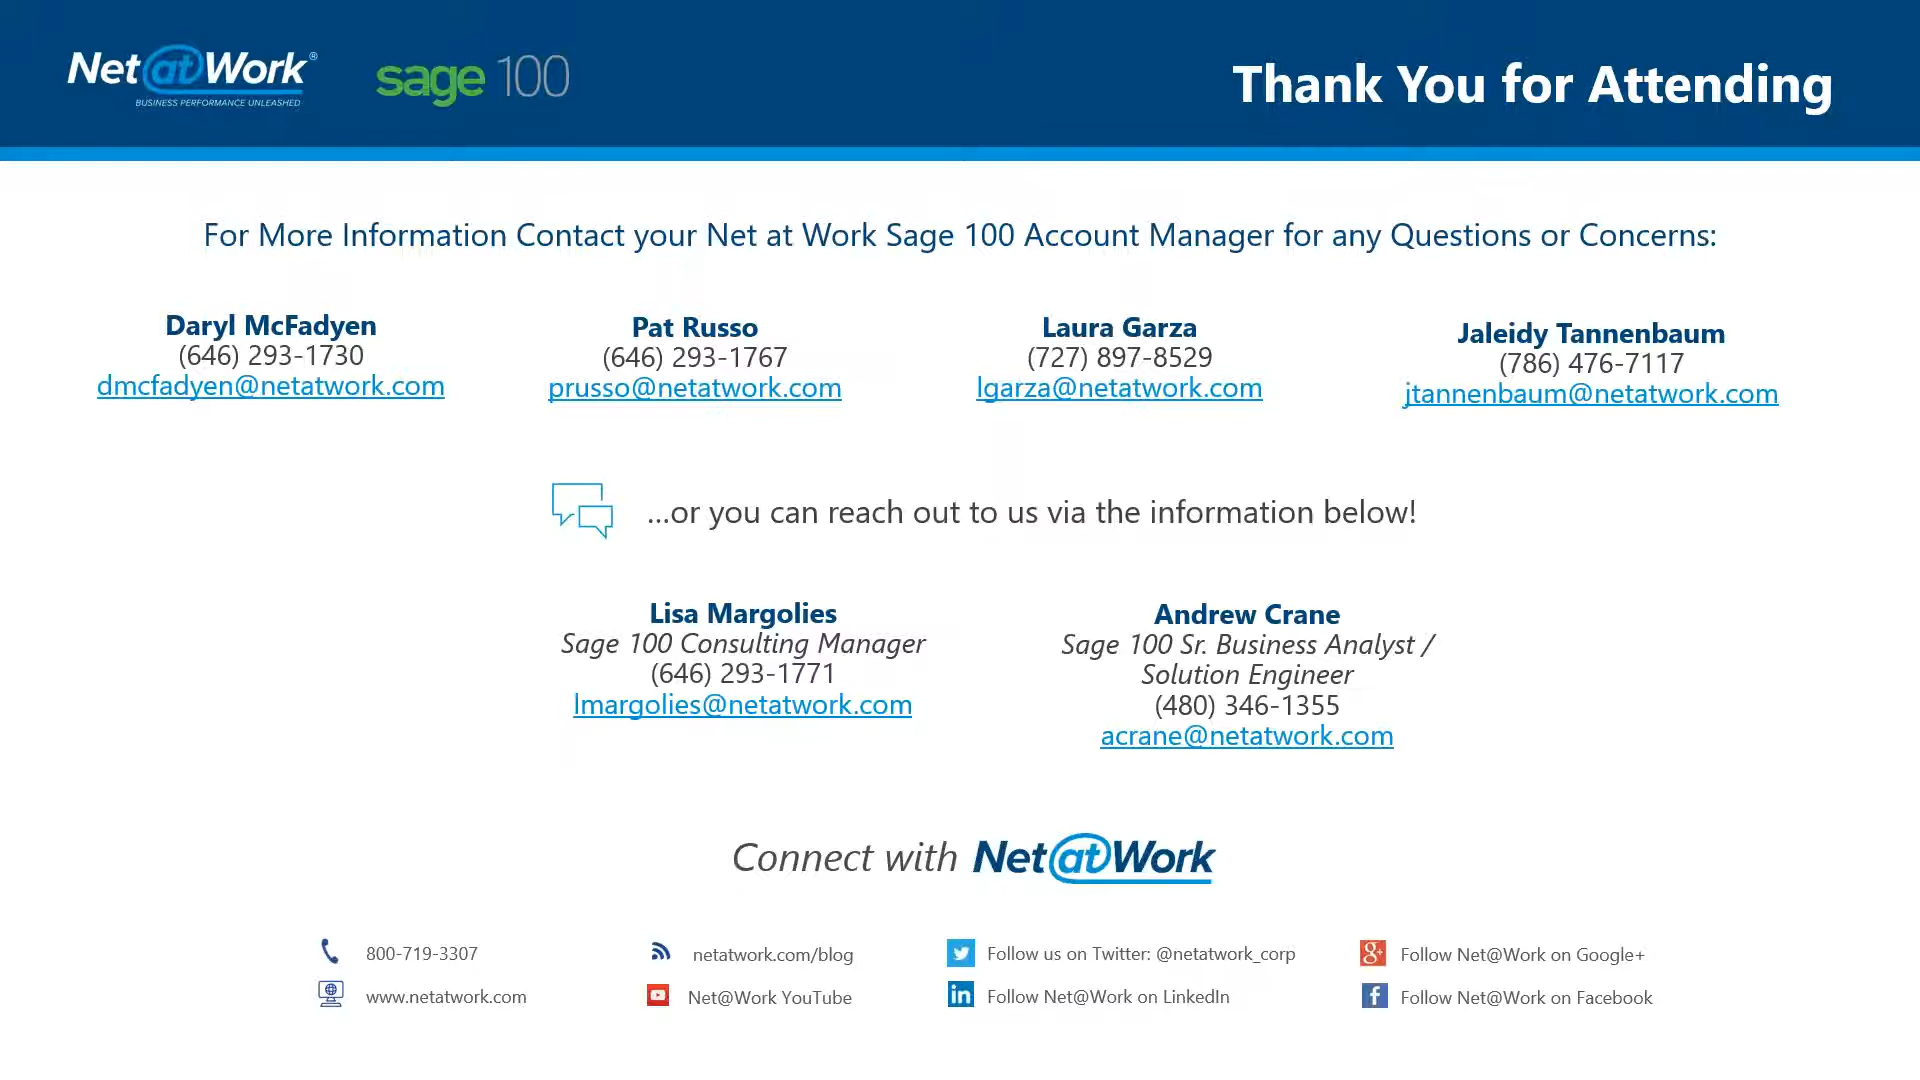 Net at Work®
BUSINESS PERFORMANCE UNLEASHED
sage 100
Thank You for Attending
For More Information Contact your Net at Work Sage 100 Account Manager for any Questions or Concerns:
Daryl McFadyen
(646) 293-1730
dmcfadyen@netatwork.com
Pat Russo
(646) 293-1767
prusso@netatwork.com
Laura Garza
(727) 897-8529
lgarza@netatwork.com
Jaleidy Tannenbaum
(786) 476-7117
jtannenbaum@netatwork.com
...or you can reach out to us via the information below!
Lisa Margolies
Sage 100 Consulting Manager
(646) 293-1771
lmargolies@netatwork.com
Andrew Crane
Sage 100 Sr. Business Analyst /
Solution Engineer
(480) 346-1355
acrane@netatwork.com
Connect with Net at Work
800-719-3307
www.netatwork.com
netatwork.com/blog
Net@Work YouTube
Follow us on Twitter: @netatwork_corp
in Follow Net@Work on LinkedIn
g+ Follow Net@Work on Google+
f Follow Net@Work on Facebook